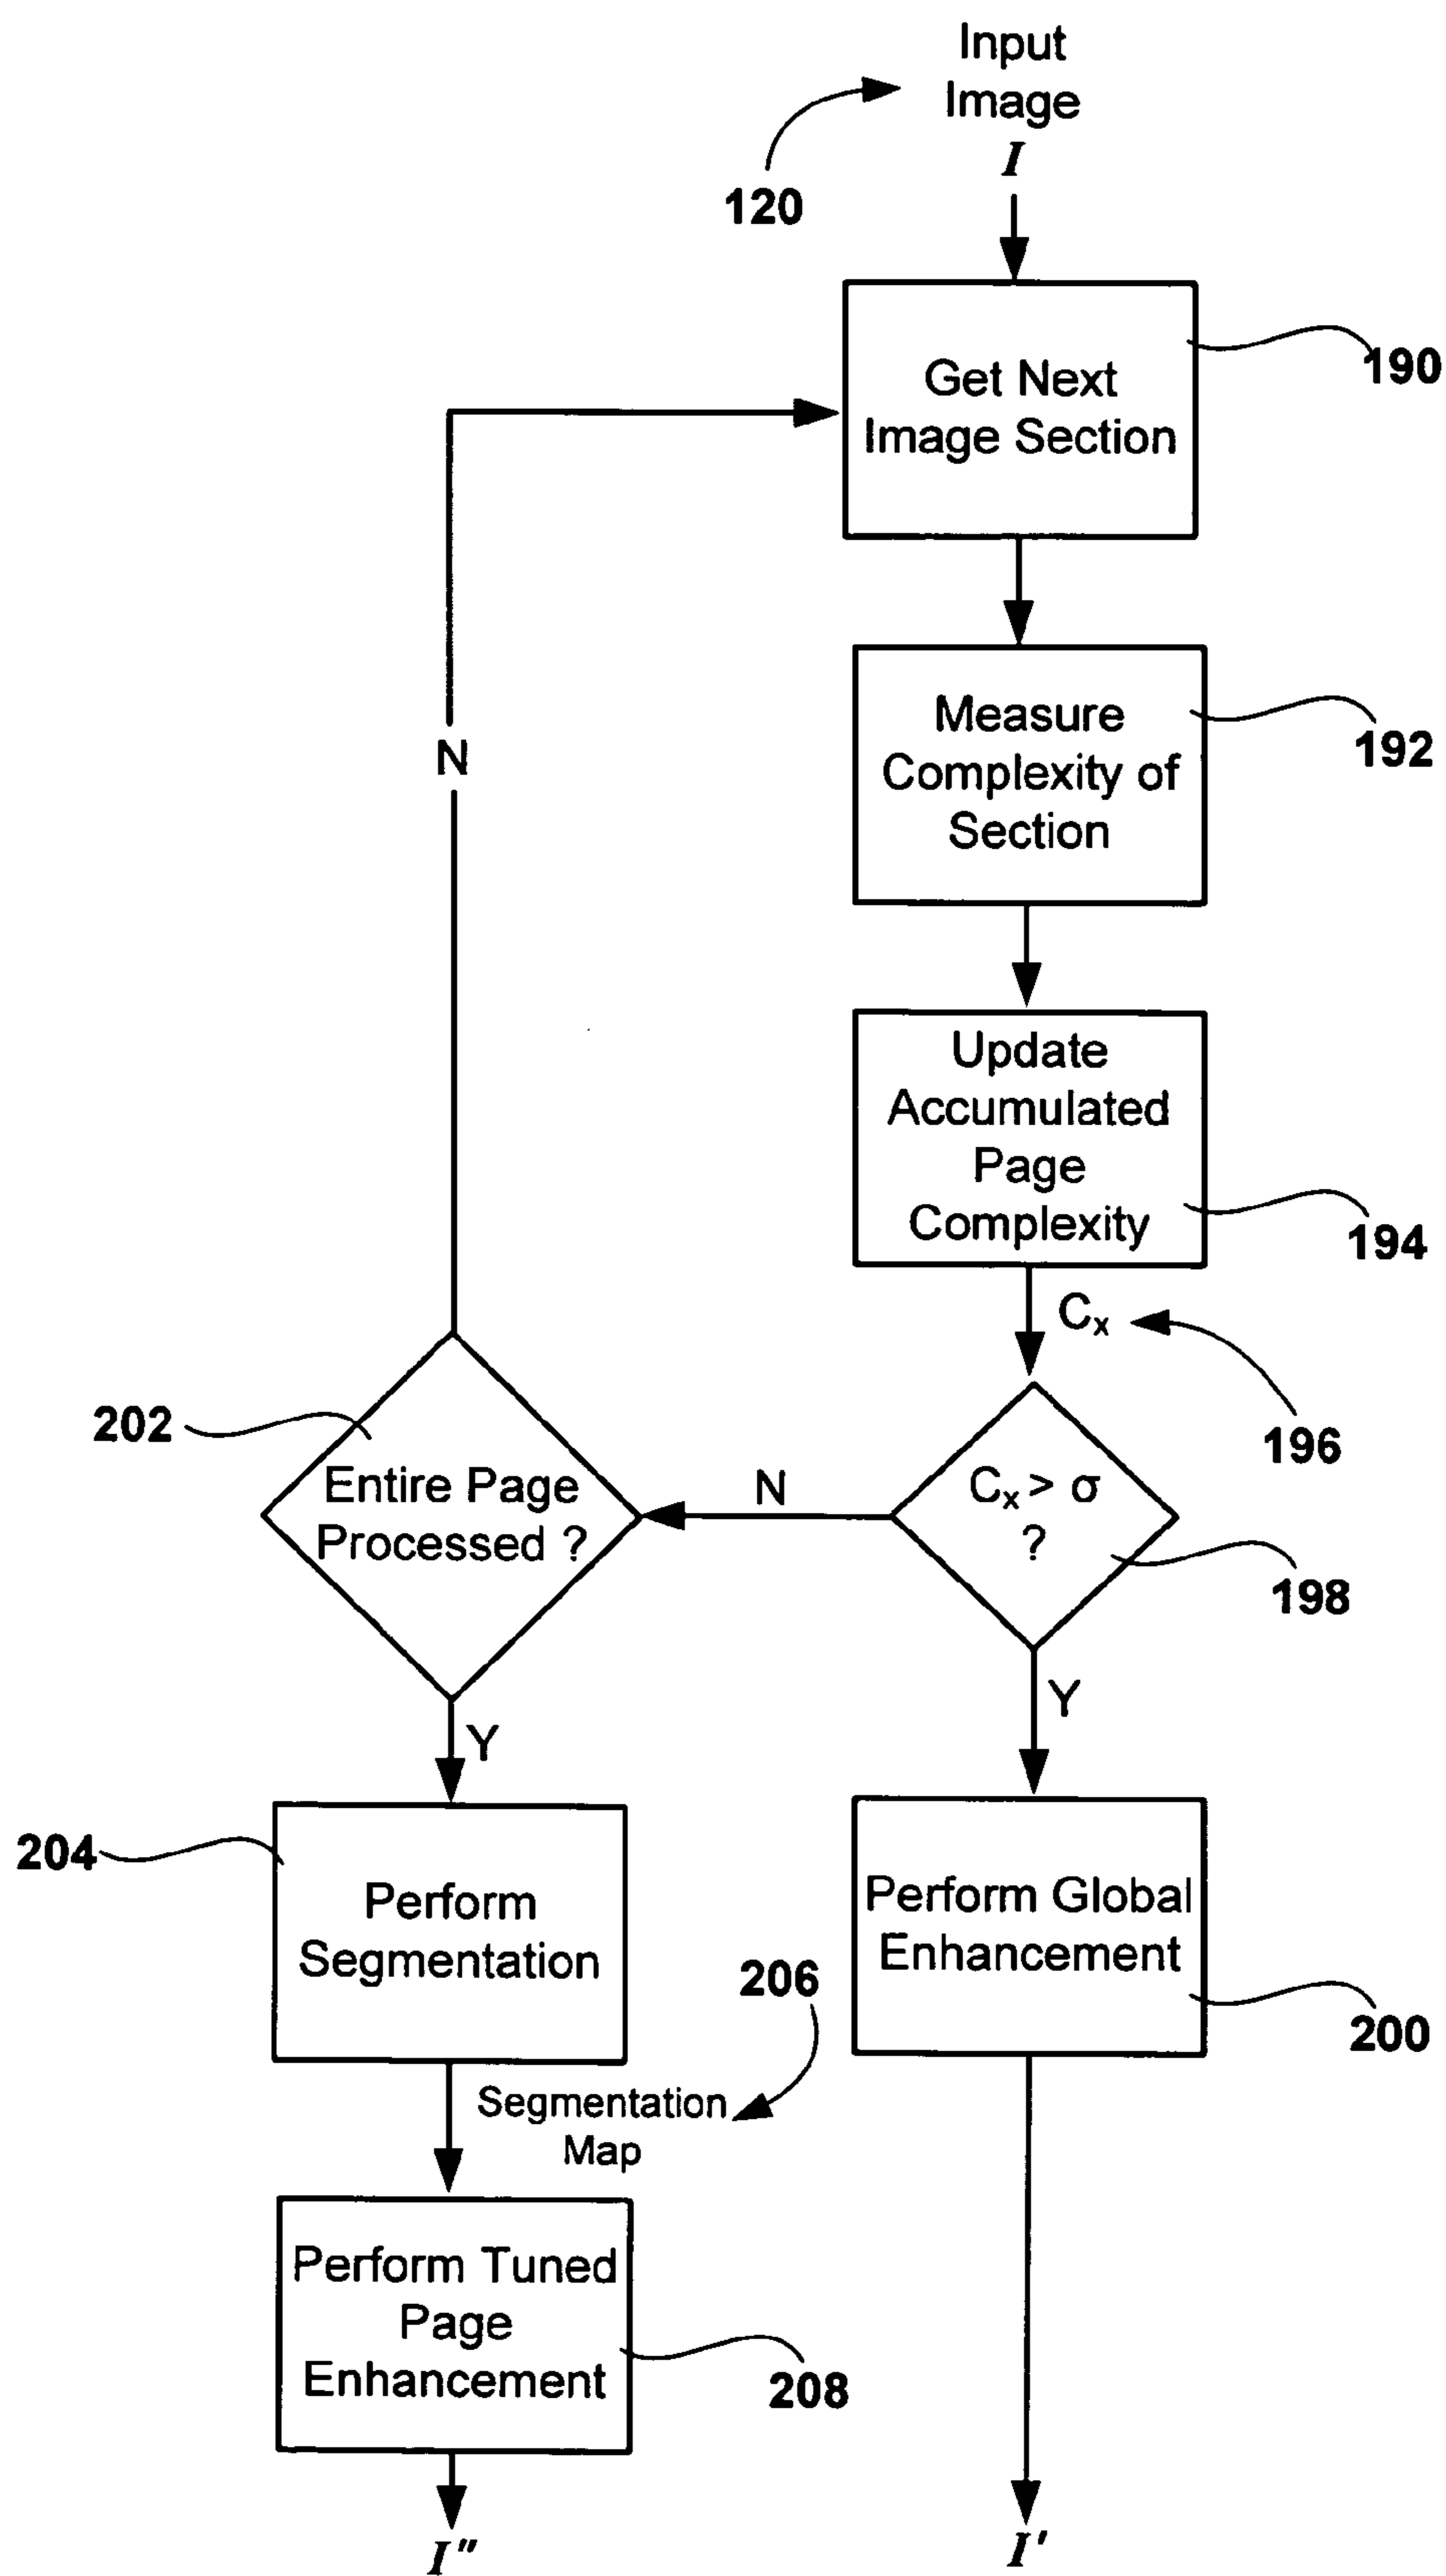 Input
Image
I
120
190
Get Next
Image Section
Measure
Complexity of
Section
192
N
Update
Accumulated
Page
Complexity
194
Cₓ
196
202
Entire Page
Processed ?
N
Cₓ > σ
?
198
Y
Y
204
Perform
Segmentation
Perform Global
Enhancement
200
206
Segmentation
Map
Perform Tuned
Page
Enhancement
208
I″
I′